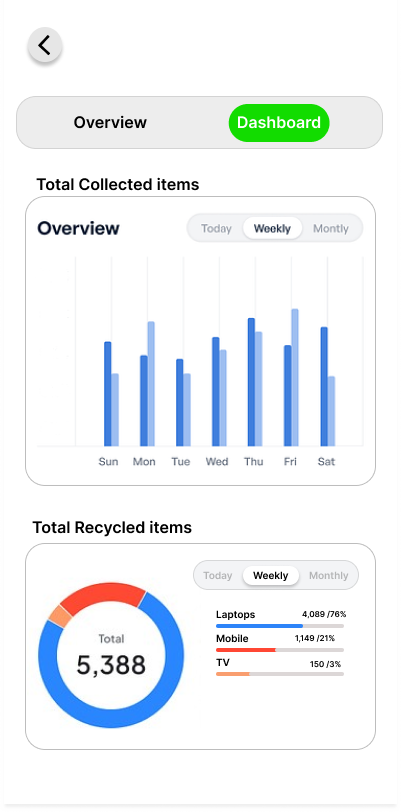 Overview Dashboard
Total Collected items
Overview Today Weekly Montly
Sun Mon Tue Wed Thu Fri Sat
Total Recycled items
Today Weekly Monthly
Laptops 4,089 /76%
Mobile 1,149 /21%
TV 150 /3%
Total
5,388